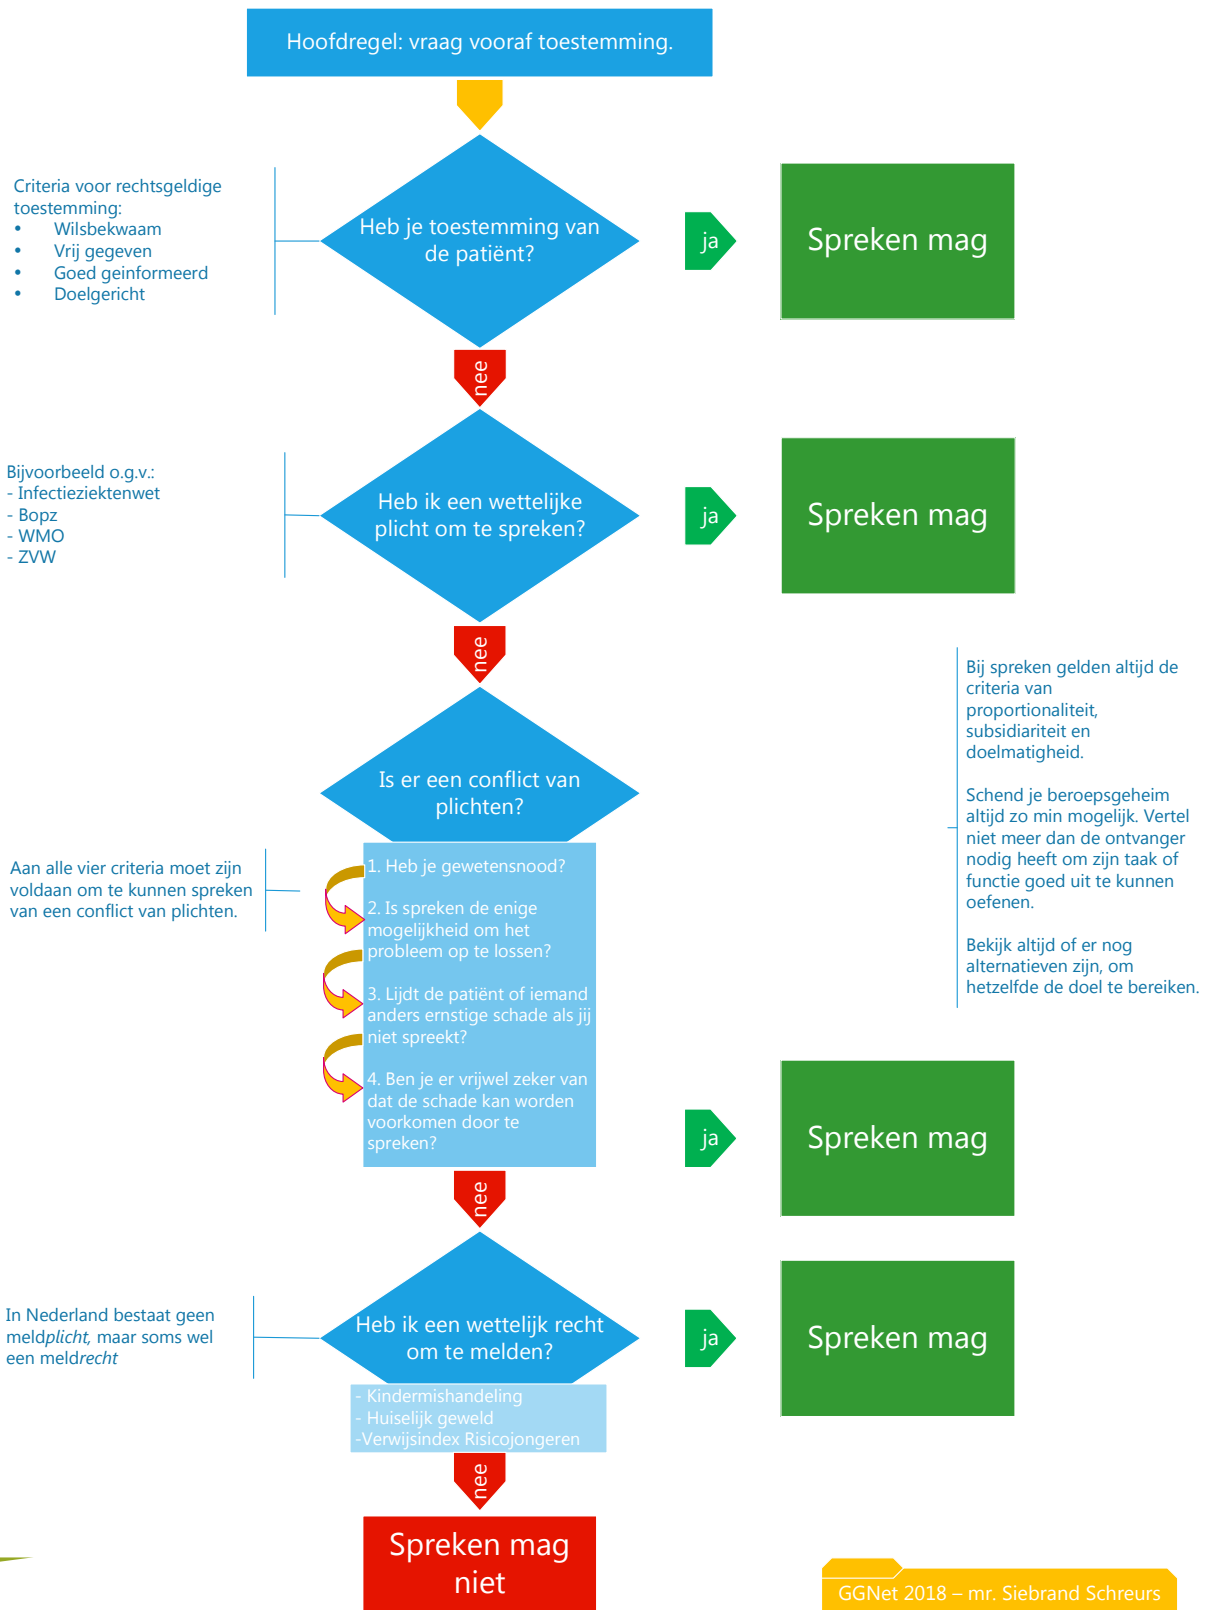 Hoofdregel: vraag vooraf toestemming.
Criteria voor rechtsgeldige
toestemming:
• Wilsbekwaam
• Vrij gegeven
• Goed geinformeerd
• Doelgericht
Heb je toestemming van
de patiënt?
ja
Spreken mag
nee
Bijvoorbeeld o.g.v.:
- Infectieziektenwet
- Bopz
- WMO
- ZVW
Heb ik een wettelijke
plicht om te spreken?
ja
Spreken mag
nee
Is er een conflict van
plichten?
Aan alle vier criteria moet zijn
voldaan om te kunnen spreken
van een conflict van plichten.
1. Heb je gewetensnood?
2. Is spreken de enige
mogelijkheid om het
probleem op te lossen?
3. Lijdt de patiënt of iemand
anders ernstige schade als jij
niet spreekt?
4. Ben je er vrijwel zeker van
dat de schade kan worden
voorkomen door te
spreken?
Bij spreken gelden altijd de
criteria van
proportionaliteit,
subsidiariteit en
doelmatigheid.
Schend je beroepsgeheim
altijd zo min mogelijk. Vertel
niet meer dan de ontvanger
nodig heeft om zijn taak of
functie goed uit te kunnen
oefenen.
Bekijk altijd of er nog
alternatieven zijn, om
hetzelfde de doel te bereiken.
ja
Spreken mag
nee
In Nederland bestaat geen
meldplicht, maar soms wel
een meldrecht
Heb ik een wettelijk recht
om te melden?
- Kindermishandeling
- Huiselijk geweld
-Verwijsindex Risicojongeren
ja
Spreken mag
nee
Spreken mag
niet
GGNet 2018 – mr. Siebrand Schreurs